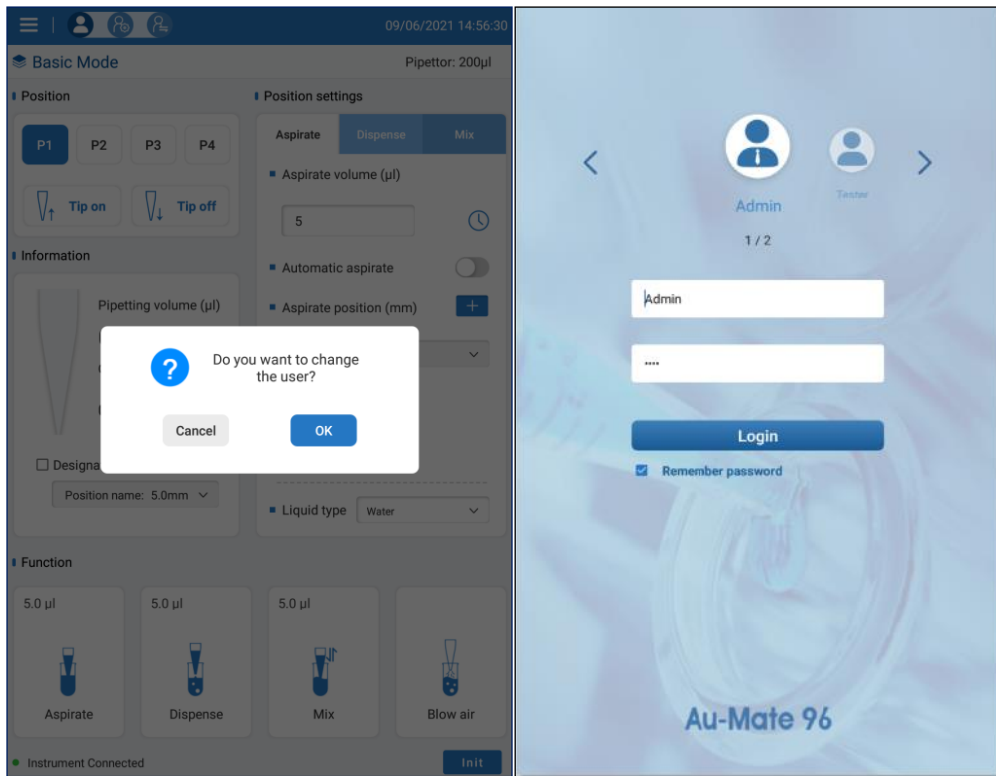 09/06/2021 14:56:30
Basic Mode
Pipettor: 200µl
Position
P1 P2 P3 P4
Tip on Tip off
Information
Pipetting volume (µl)
Designa
Position name: 5.0mm
Position settings
Aspirate Dispense Mix
Aspirate volume (µl)
5
Automatic aspirate
Aspirate position (mm)
+
Liquid type Water
Do you want to change
the user?
?
Cancel OK
Function
5.0 µl 5.0 µl 5.0 µl
Aspirate Dispense Mix Blow air
Instrument Connected
Init
Admin
Tester
1 / 2
Admin
····
Login
Remember password
Au-Mate 96